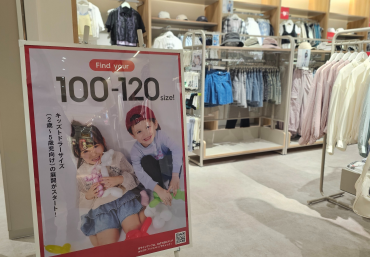 Find your
100-120
size!
キッズトドラーサイズ
(2歳〜5歳児向け)の展開がスタート!